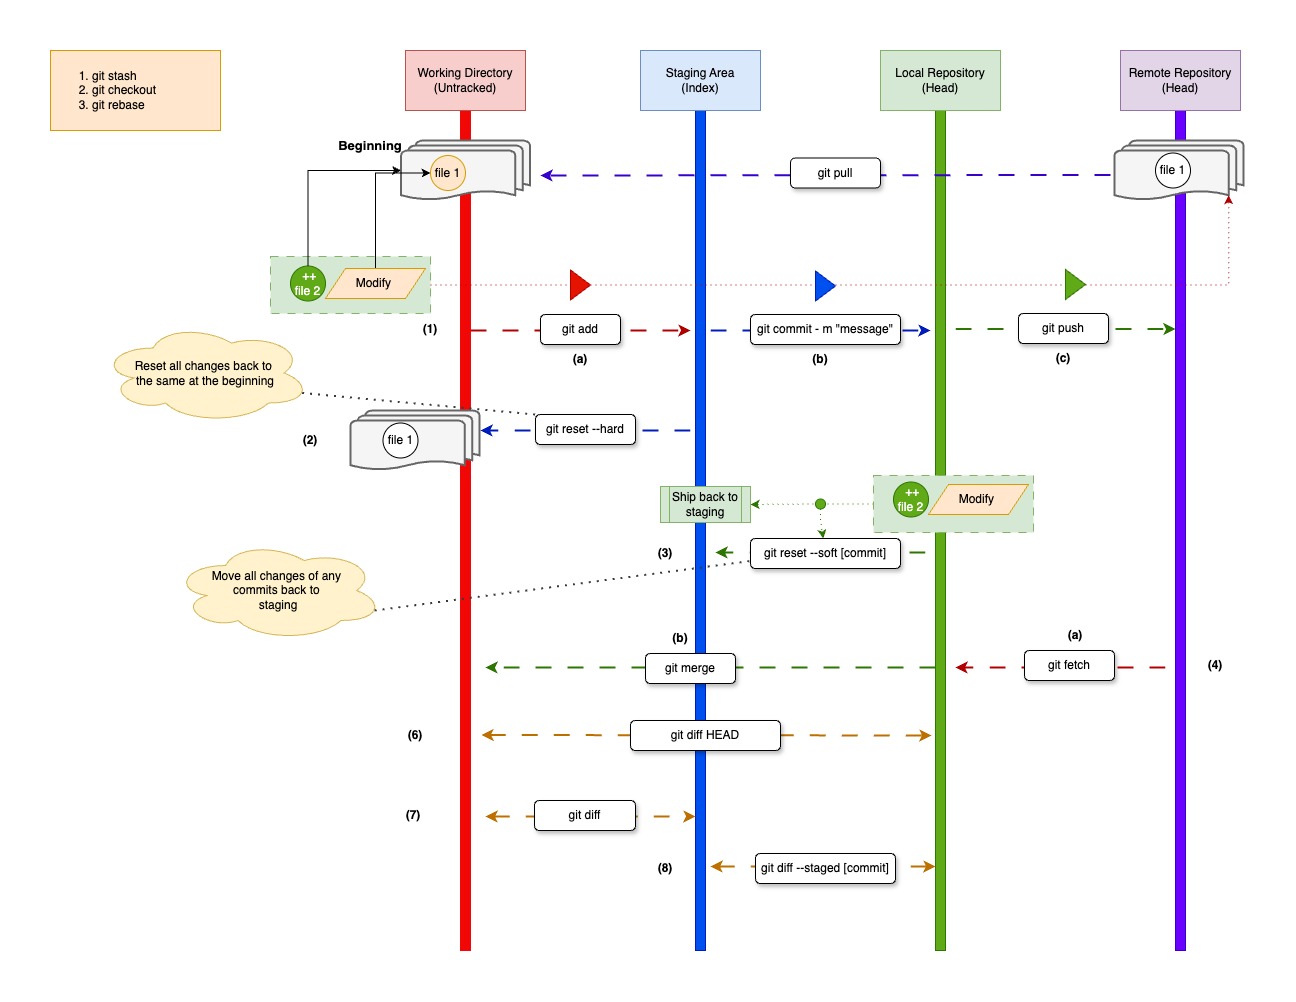 1. git stash
2. git checkout
3. git rebase
Working Directory
(Untracked)
Staging Area
(Index)
Local Repository
(Head)
Remote Repository
(Head)
Beginning
file 1
git pull
file 1
++
file 2
Modify
(1)
git add
git commit - m "message"
git push
(a)
(b)
(c)
Reset all changes back to
the same at the beginning
(2)
file 1
git reset --hard
Ship back to
staging
++
file 2
Modify
(3)
git reset --soft [commit]
Move all changes of any
commits back to
staging
(b)
git merge
(a)
git fetch
(4)
(6)
git diff HEAD
(7)
git diff
(8)
git diff --staged [commit]